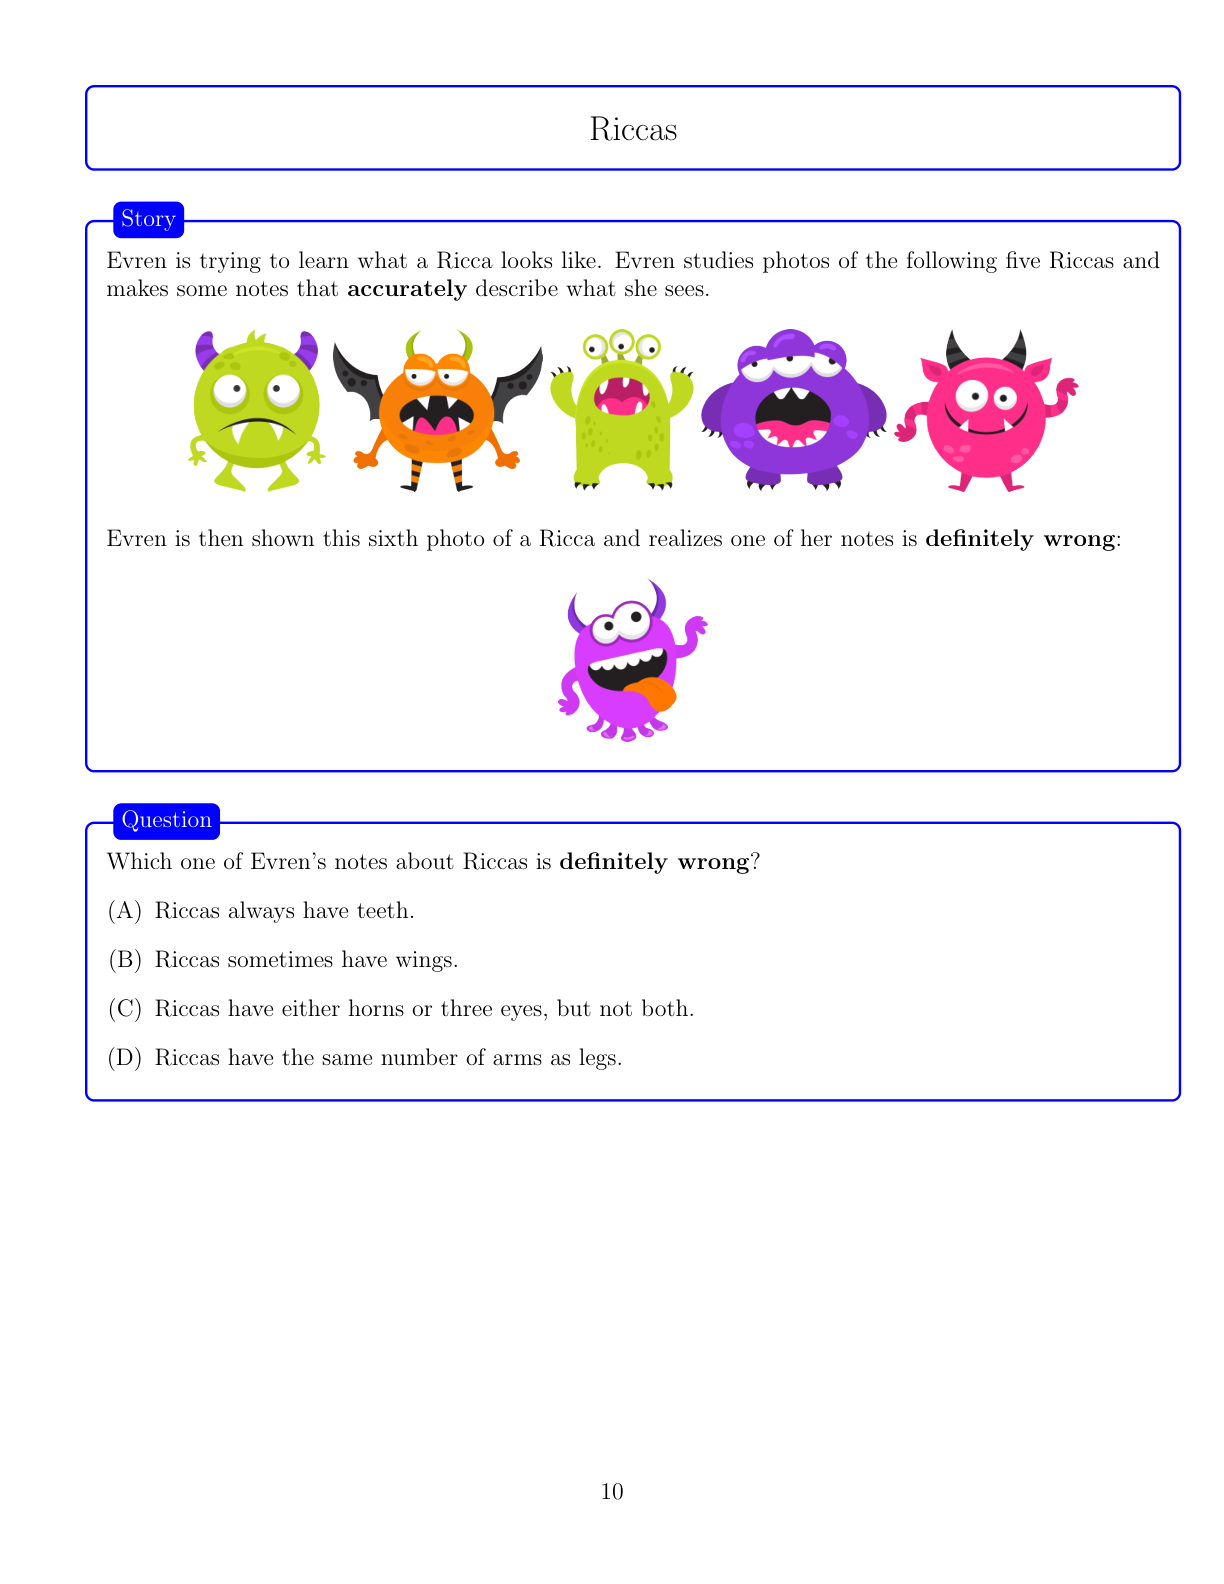 Riccas
Story
Evren is trying to learn what a Ricca looks like. Evren studies photos of the following five Riccas and
makes some notes that accurately describe what she sees.
Evren is then shown this sixth photo of a Ricca and realizes one of her notes is definitely wrong:
Question
Which one of Evren's notes about Riccas is definitely wrong?
(A) Riccas always have teeth.
(B) Riccas sometimes have wings.
(C) Riccas have either horns or three eyes, but not both.
(D) Riccas have the same number of arms as legs.
10